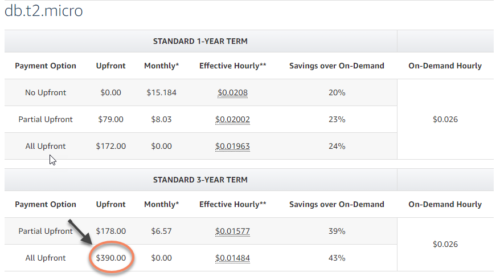 db.t2.micro
STANDARD 1-YEAR TERM
Payment Option Upfront Monthly* Effective Hourly** Savings over On-Demand On-Demand Hourly
No Upfront $0.00 $15.184 $0.0208 20%
Partial Upfront $79.00 $8.03 $0.02002 23% $0.026
All Upfront $172.00 $0.00 $0.01963 24%
STANDARD 3-YEAR TERM
Payment Option Upfront Monthly* Effective Hourly** Savings over On-Demand On-Demand Hourly
Partial Upfront $178.00 $6.57 $0.01577 39%
$0.026
All Upfront $390.00 $0.00 $0.01484 43%